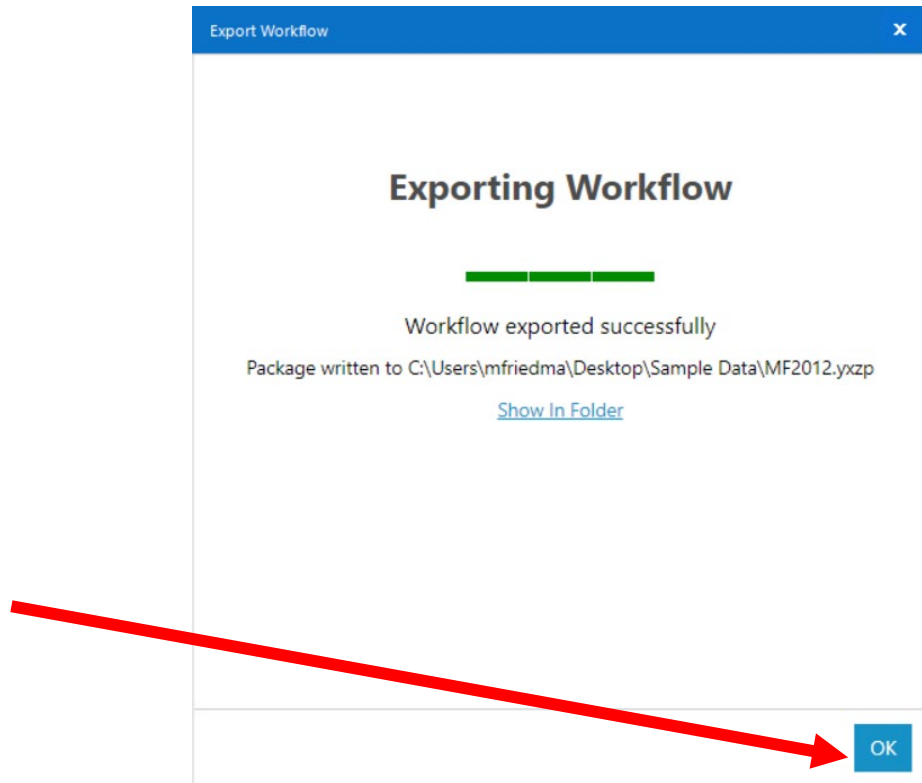 Export Workflow x
Exporting Workflow
Workflow exported successfully
Package written to C:\Users\mfriedma\Desktop\Sample Data\MF2012.yxzp
Show In Folder
OK